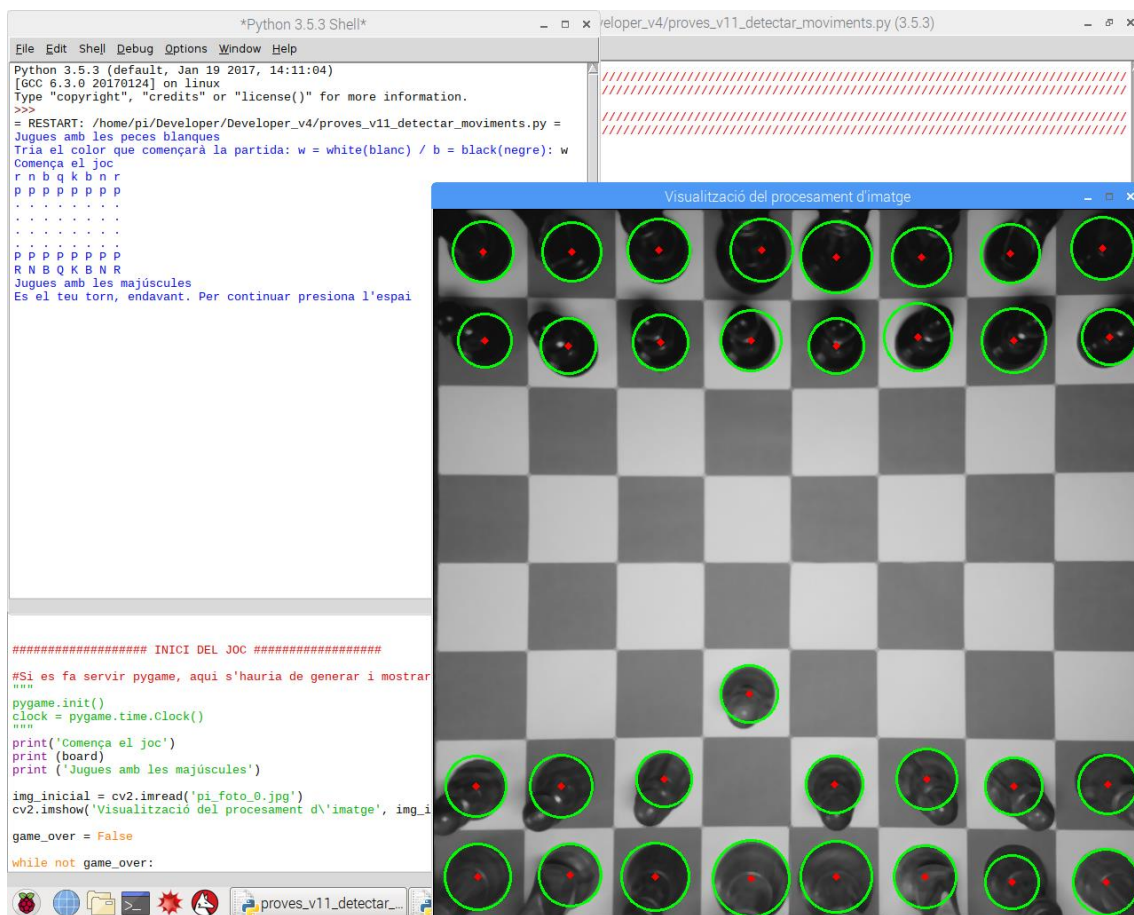 *Python 3.5.3 Shell*
File Edit Shell Debug Options Window Help
Python 3.5.3 (default, Jan 19 2017, 14:11:04)
[GCC 6.3.0 20170124] on linux
Type "copyright", "credits" or "license()" for more information.
>>>
= RESTART: /home/pi/Developer/Developer_v4/proves_v11_detectar_moviments.py =
Jugues amb les peces blanques
Tria el color que començarà la partida: w = white(blanc) / b = black(negre): w
Comença el joc
r n b q k b n r
p p p p p p p p
. . . . . . . .
. . . . . . . .
. . . . . . . .
. . . . . . . .
P P P P P P P P
R N B Q K B N R
Jugues amb les majúscules
Es el teu torn, endavant. Per continuar presiona l'espai
/eloper_v4/proves_v11_detectar_moviments.py (3.5.3)
//////////////////////////////////////////////////////////////////////////
//////////////////////////////////////////////////////////////////////////
//////////////////////////////////////////////////////////////////////////
//////////////////////////////////////////////////////////////////////////
Visualització del procesament d'imatge
################### INICI DEL JOC ##################
#Si es fa servir pygame, aqui s'hauria de generar i mostrar
"""
pygame.init()
clock = pygame.time.Clock()
"""
print('Comença el joc')
print (board)
print ('Jugues amb les majúscules')
img_inicial = cv2.imread('pi_foto_0.jpg')
cv2.imshow('Visualització del procesament d\'imatge', img_i
game_over = False
while not game_over:
proves_v11_detectar_...